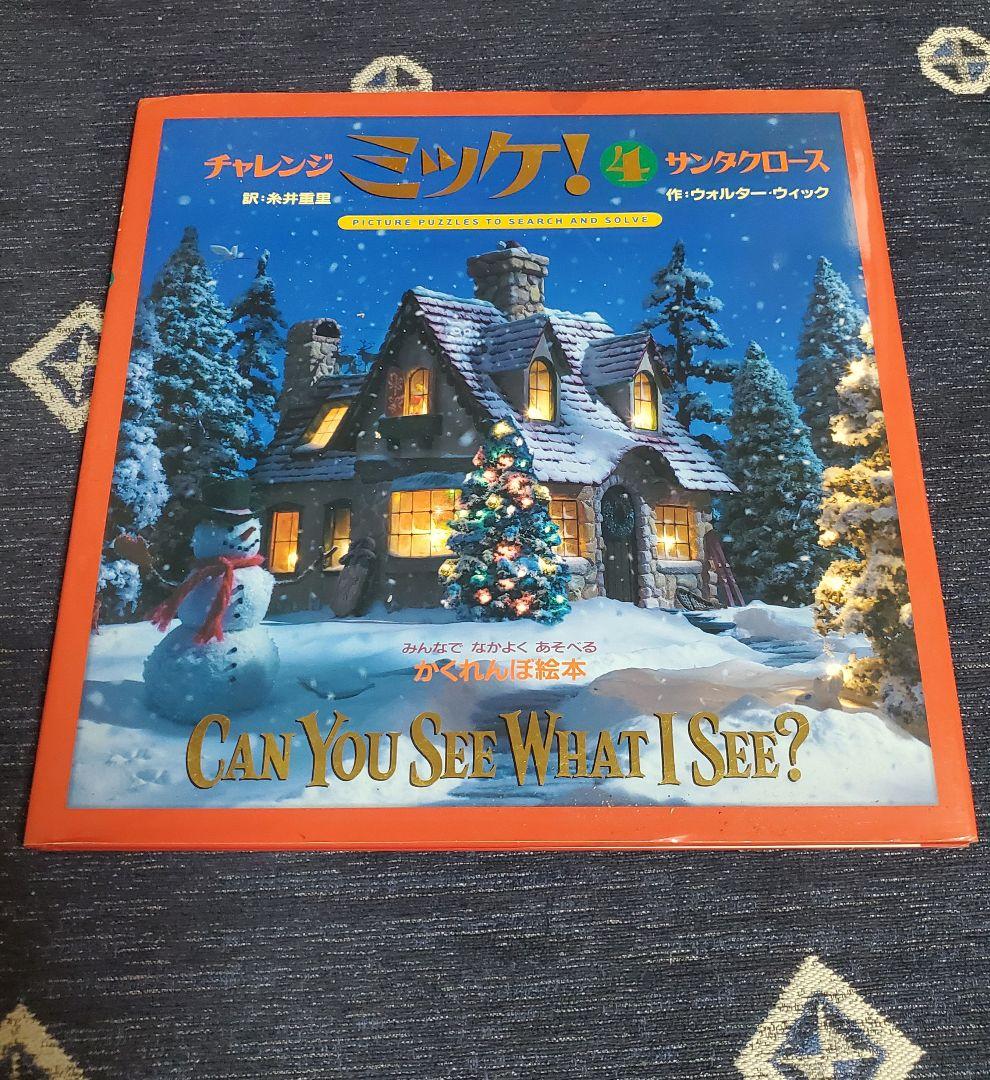 チャレンジ ミッケ! 4 サンタクロース
訳:糸井重里 作:ウォルター・ウィック
PICTURE PUZZLES TO SEARCH AND SOLVE
みんなで なかよく あそべる
かくれんぼ絵本
CAN YOU SEE WHAT I SEE?